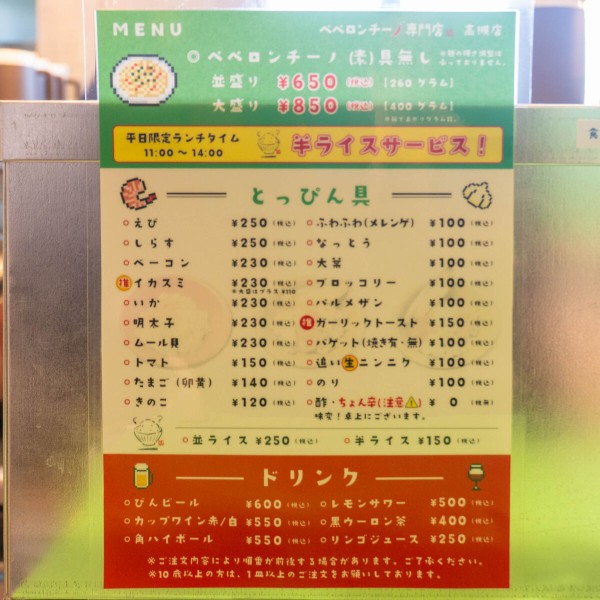 MENU
ペペロンチーノ専門店。高槻店
◎ペペロンチーノ(素)具無し
並盛り ¥650 (税込) [260グラム]
大盛り ¥850 (税込) [400グラム]
平日限定ランチタイム
11:00〜14:00
半ライスサービス!
とっぴん具
えび ¥250 (税込)
しらす ¥250 (税込)
ベーコン ¥230 (税込)
推 イカスミ ¥230 (税込)
※大盛はプラス¥110
いか ¥230 (税込)
明太子 ¥230 (税込)
ムール貝 ¥230 (税込)
トマト ¥150 (税込)
たまご(卵黄) ¥140 (税込)
きのこ ¥120 (税込)
ふわふわ(メレンゲ) ¥100 (税込)
なっとう ¥100 (税込)
大葉 ¥100 (税込)
ブロッコリー ¥100 (税込)
パルメザン ¥100 (税込)
推 ガーリックトースト ¥150 (税込)
バゲット(焼き有・無) ¥100 (税込)
追い生ニンニク ¥100 (税込)
のり ¥100 (税込)
酢・ちょん辛(注意⚠) ¥ 0 (税無)
味変!卓上にございます。
並ライス ¥250 (税込) 半ライス ¥150 (税込)
ドリンク
びんビール ¥600 (税込)
カップワイン赤/白 ¥550 (税込)
角ハイボール ¥550 (税込)
レモンサワー ¥500 (税込)
黒ウーロン茶 ¥400 (税込)
リンゴジュース ¥250 (税込)
※ご注文内容により順番が前後する場合があります。ご了承ください。
※10歳以上の方は、1皿以上のご注文をお願いしております。